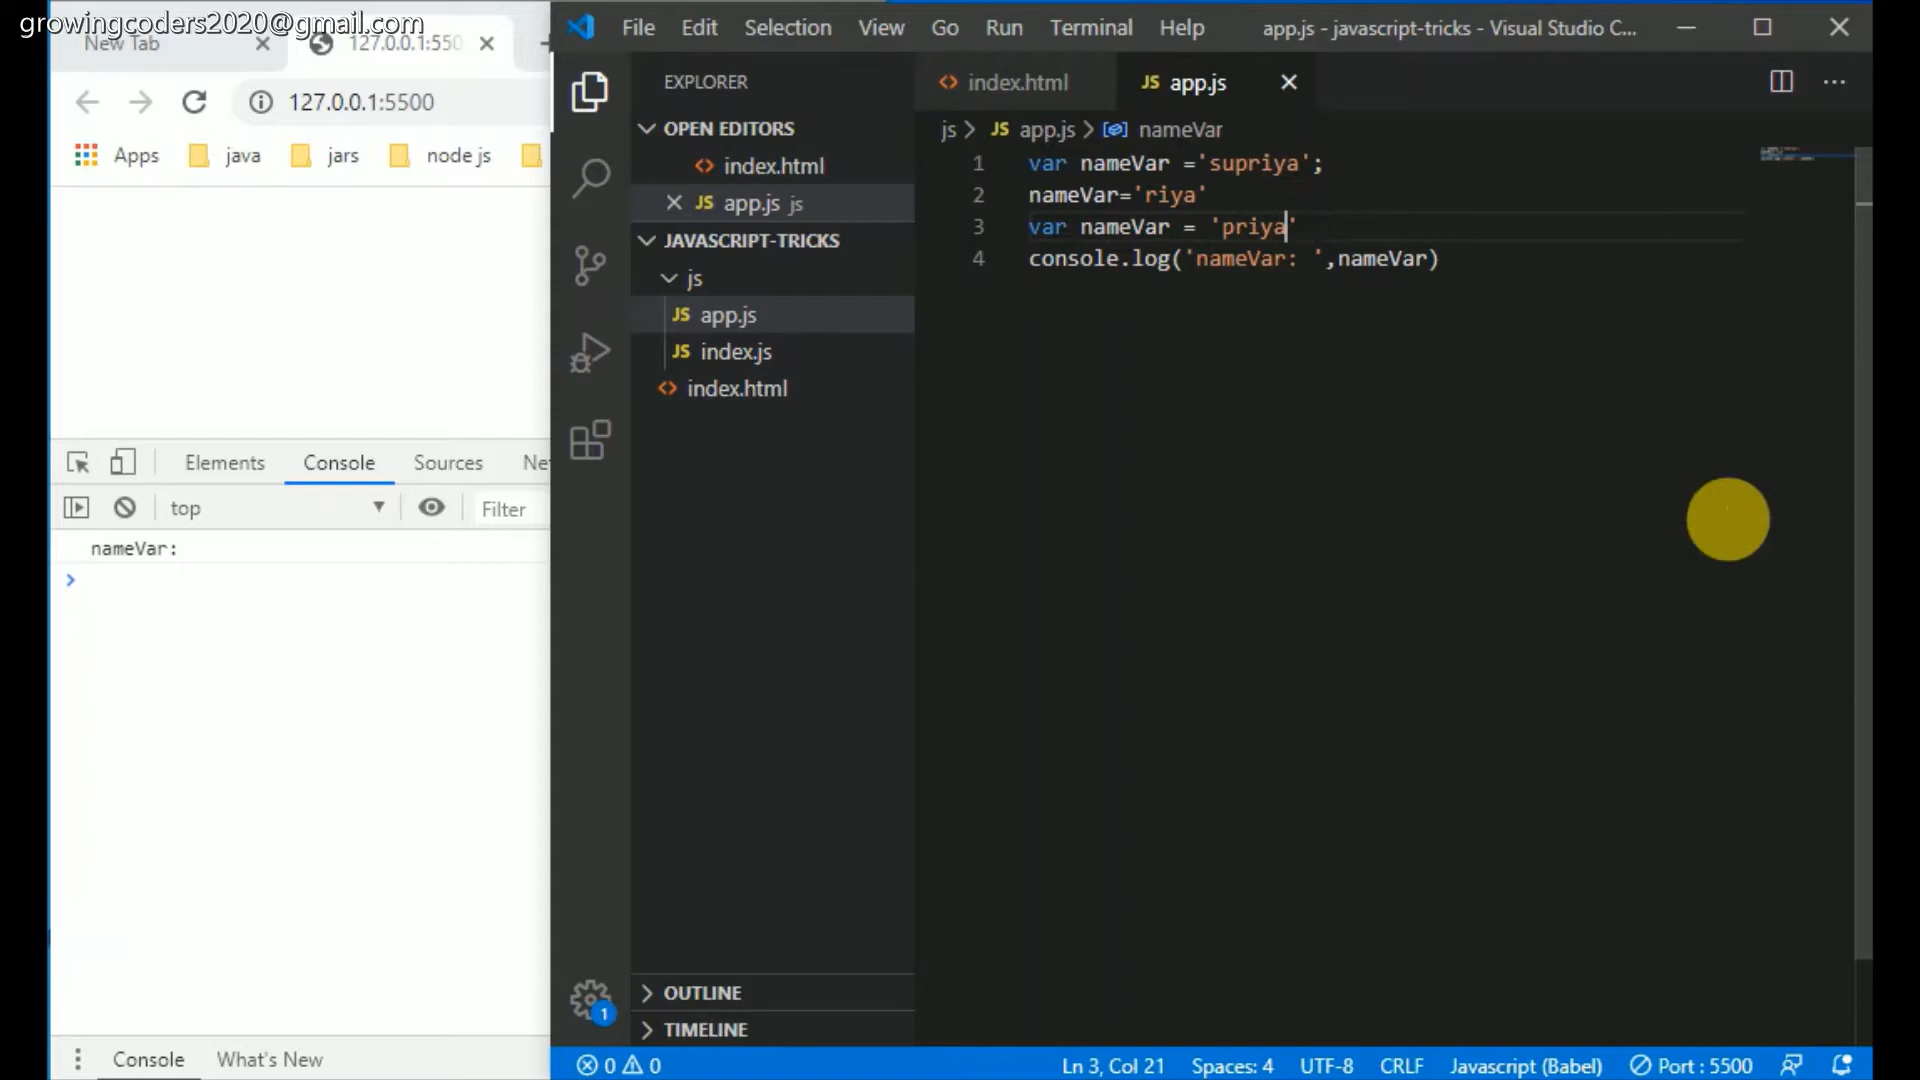 growingcoders2020@gmail.com
New Tab
127.0.0.1:550
127.0.0.1:5500
Apps
java
jars
node js
Elements
Console
Sources
Ne
top
Filter
nameVar:
Console
What's New
File
Edit
Selection
View
Go
Run
Terminal
Help
app.js - javascript-tricks - Visual Studio C...
EXPLORER
OPEN EDITORS
index.html
JS app.js js
JAVASCRIPT-TRICKS
js
JS app.js
JS index.js
index.html
OUTLINE
TIMELINE
1
index.html
JS app.js
js > JS app.js > nameVar
1 var nameVar ='supriya';
2 nameVar='riya'
3 var nameVar = 'priya'
4 console.log('nameVar: ',nameVar)
0 0
Ln 3, Col 21
Spaces: 4
UTF-8
CRLF
Javascript (Babel)
Port : 5500